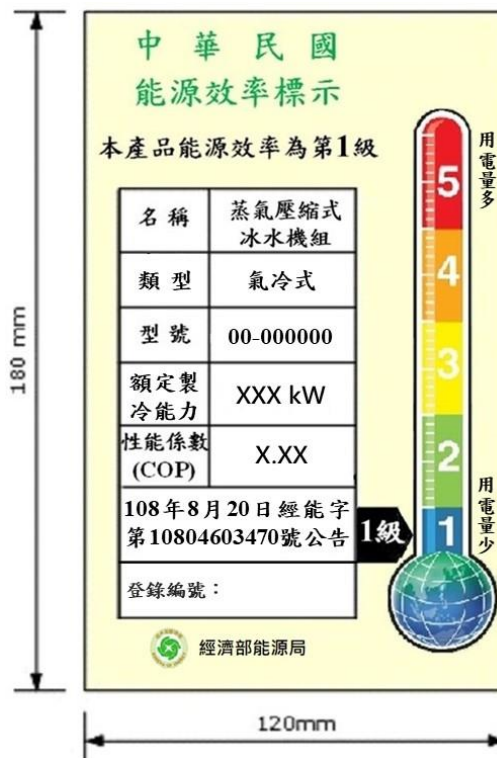 中華民國
能源效率標示
本產品能源效率為第1級
名稱 蒸氣壓縮式
冰水機組
類型 氣冷式
型號 00-000000
額定製
冷能力 XXX kW
性能係數
(COP) X.XX
108年8月20日經能字
第10804603470號公告
登錄編號：
經濟部能源局
用電量多
5
4
3
2
1
1級
用電量少
180 mm
120mm